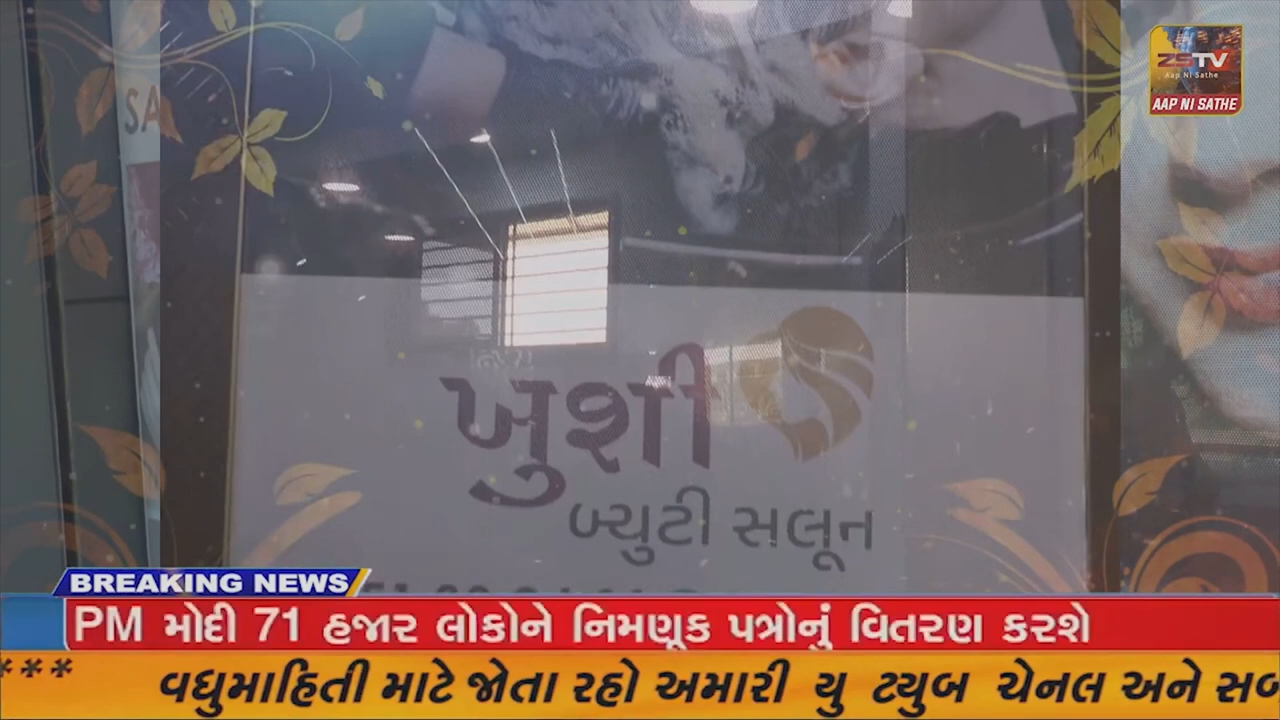 ZSTV
Aap Ni Sathe
AAP NI SATHE
SA
ખુશી
બ્યુટી સલૂન
BREAKING NEWS
PM મોદી 71 હજાર લોકોને નિમણૂક પત્રોનું વિતરણ કરશે
*** વધુમાહિતી માટે જોતા રહો અમારી યુ ટ્યુબ ચેનલ અને સબ